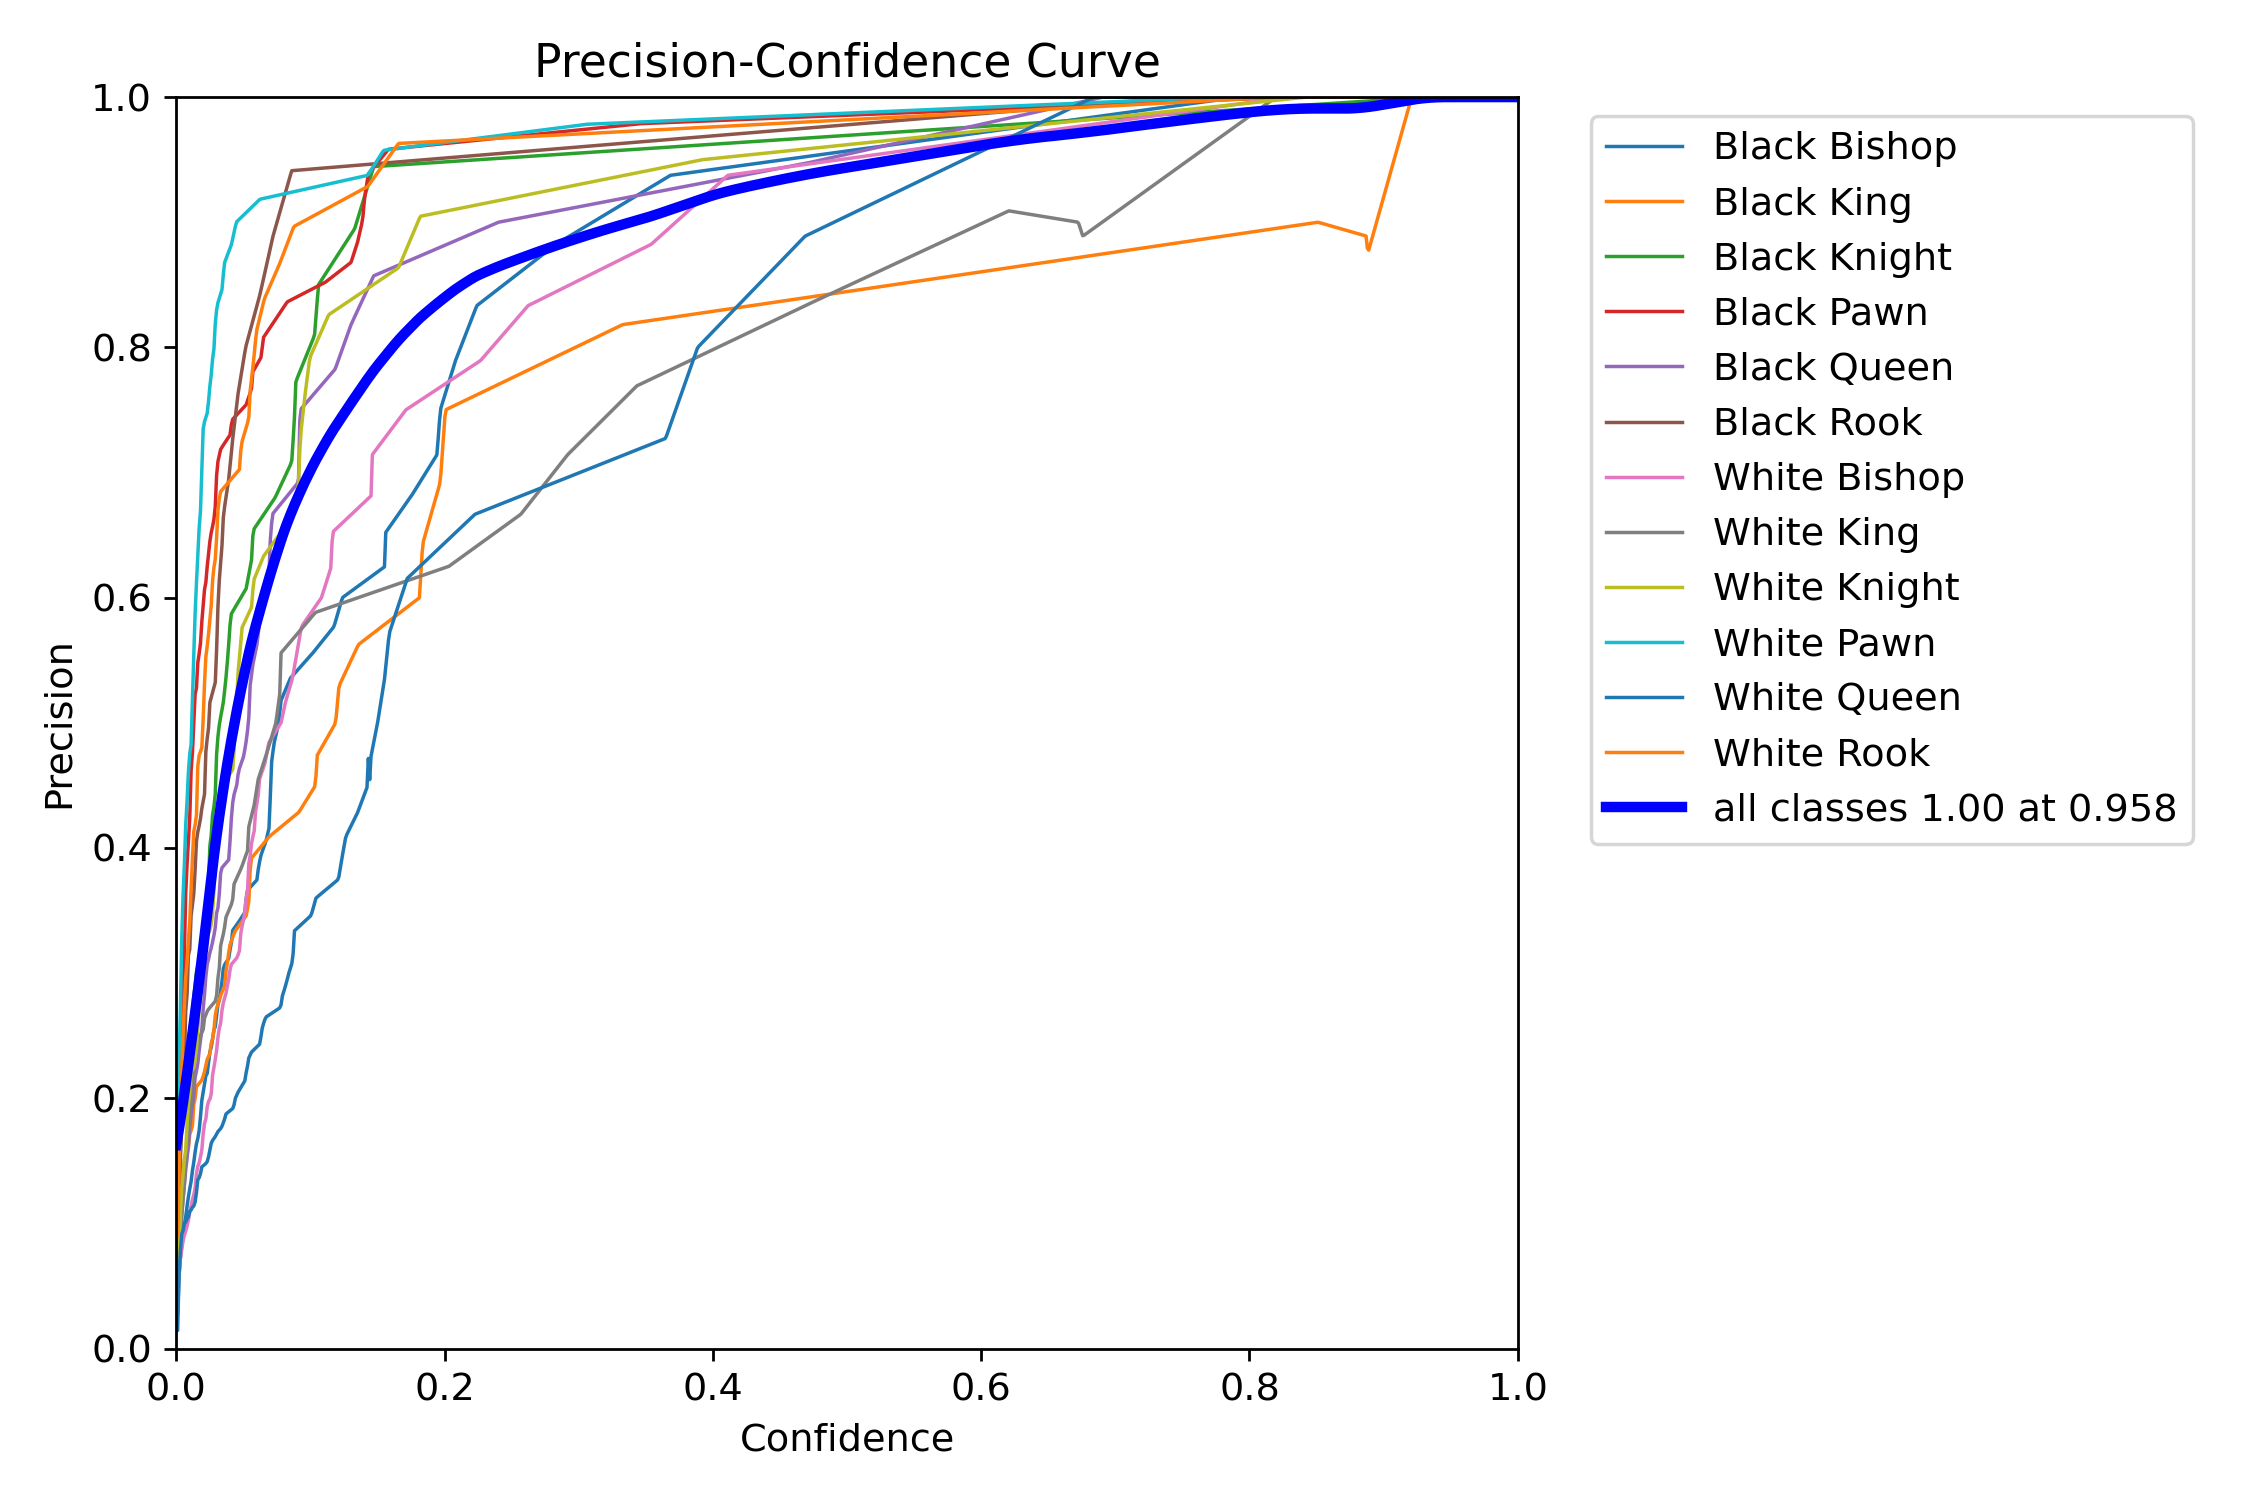 Precision-Confidence Curve
1.0
0.8
0.6
0.4
0.2
0.0
Precision
0.0 0.2 0.4 0.6 0.8 1.0
Confidence
Black Bishop
Black King
Black Knight
Black Pawn
Black Queen
Black Rook
White Bishop
White King
White Knight
White Pawn
White Queen
White Rook
all classes 1.00 at 0.958